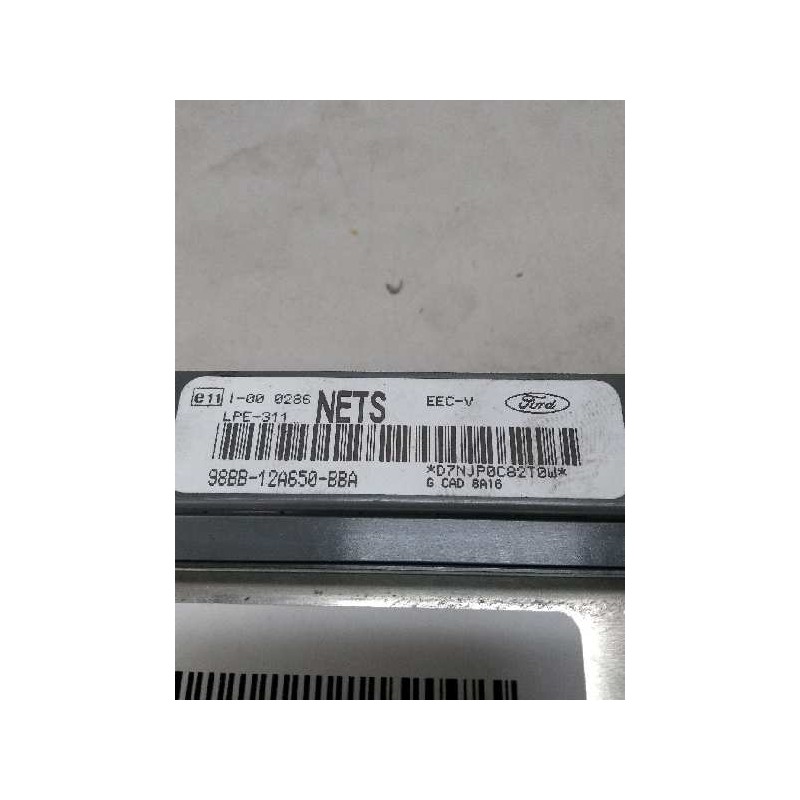 e11 1-00 0286 NETS EEC-V Ford
LPE-311
98BB-12A650-BBA *D7NJP0C82T0W*
G CAD 8A16